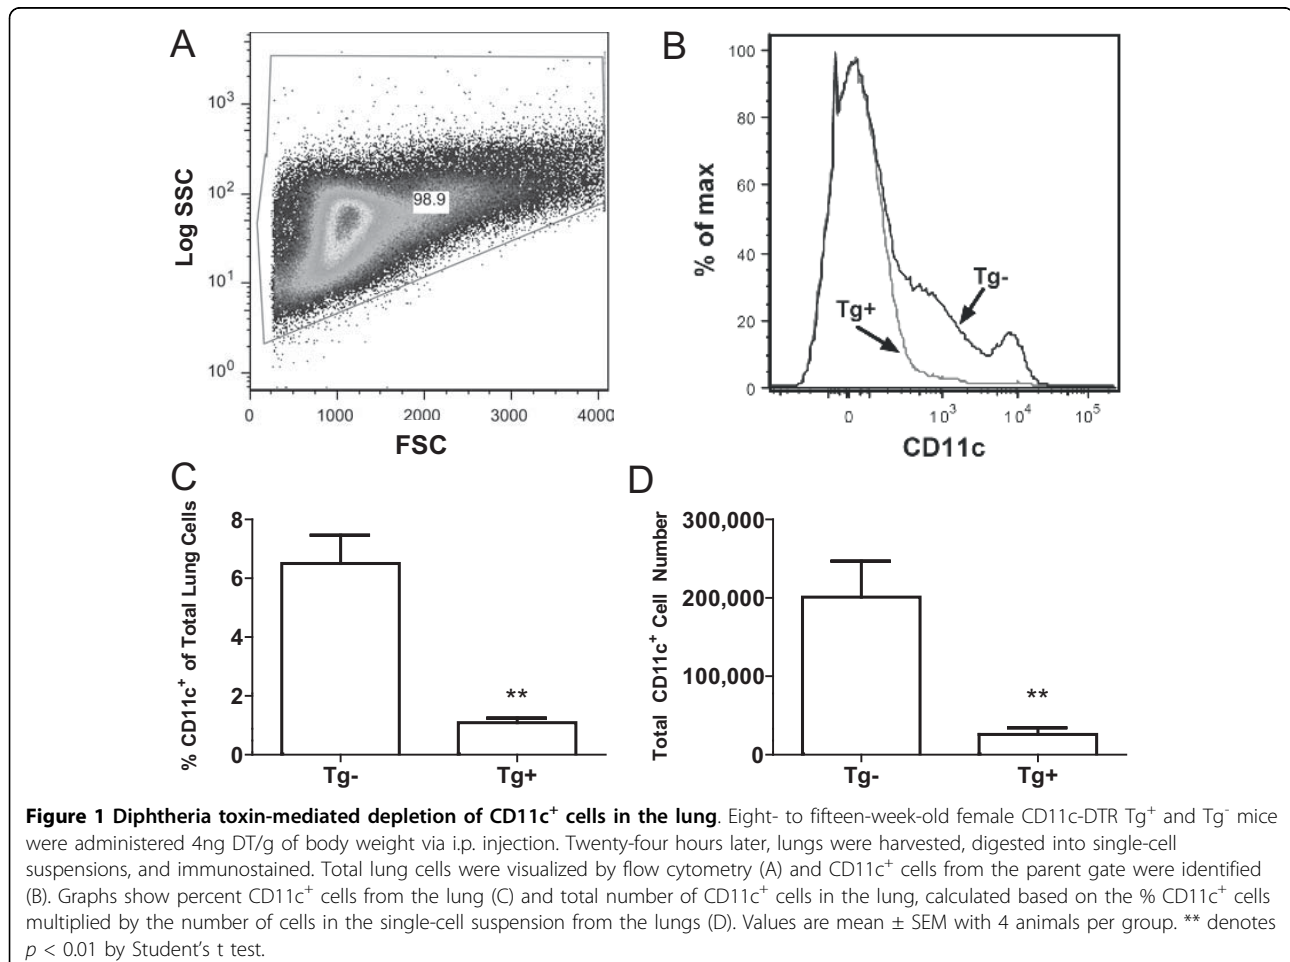 A
Log SSC
10³
10²
10¹
10⁰
98.9
0 1000 2000 3000 4000
FSC
B
% of max
100
80
60
40
20
0
Tg-
Tg+
0 10³ 10⁴ 10⁵
CD11c
C
% CD11c⁺ of Total Lung Cells
8
6
4
2
0
**
Tg- Tg+
D
Total CD11c⁺ Cell Number
300,000
200,000
100,000
0
**
Tg- Tg+
Figure 1 Diphtheria toxin-mediated depletion of CD11c⁺ cells in the lung. Eight- to fifteen-week-old female CD11c-DTR Tg⁺ and Tg⁻ mice
were administered 4ng DT/g of body weight via i.p. injection. Twenty-four hours later, lungs were harvested, digested into single-cell
suspensions, and immunostained. Total lung cells were visualized by flow cytometry (A) and CD11c⁺ cells from the parent gate were identified
(B). Graphs show percent CD11c⁺ cells from the lung (C) and total number of CD11c⁺ cells in the lung, calculated based on the % CD11c⁺ cells
multiplied by the number of cells in the single-cell suspension from the lungs (D). Values are mean ± SEM with 4 animals per group. ** denotes
p < 0.01 by Student's t test.